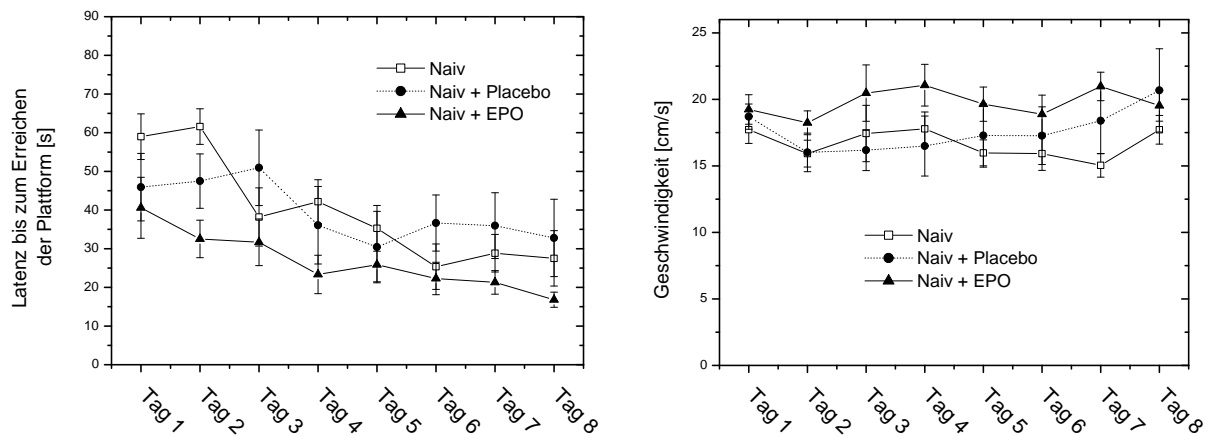 Latenz bis zum Erreichen
der Plattform [s]
90
80
70
60
50
40
30
20
10
0
Naiv
Naiv + Placebo
Naiv + EPO
Tag 1
Tag 2
Tag 3
Tag 4
Tag 5
Tag 6
Tag 7
Tag 8
Geschwindigkeit [cm/s]
25
20
15
10
5
0
Naiv
Naiv + Placebo
Naiv + EPO
Tag 1
Tag 2
Tag 3
Tag 4
Tag 5
Tag 6
Tag 7
Tag 8